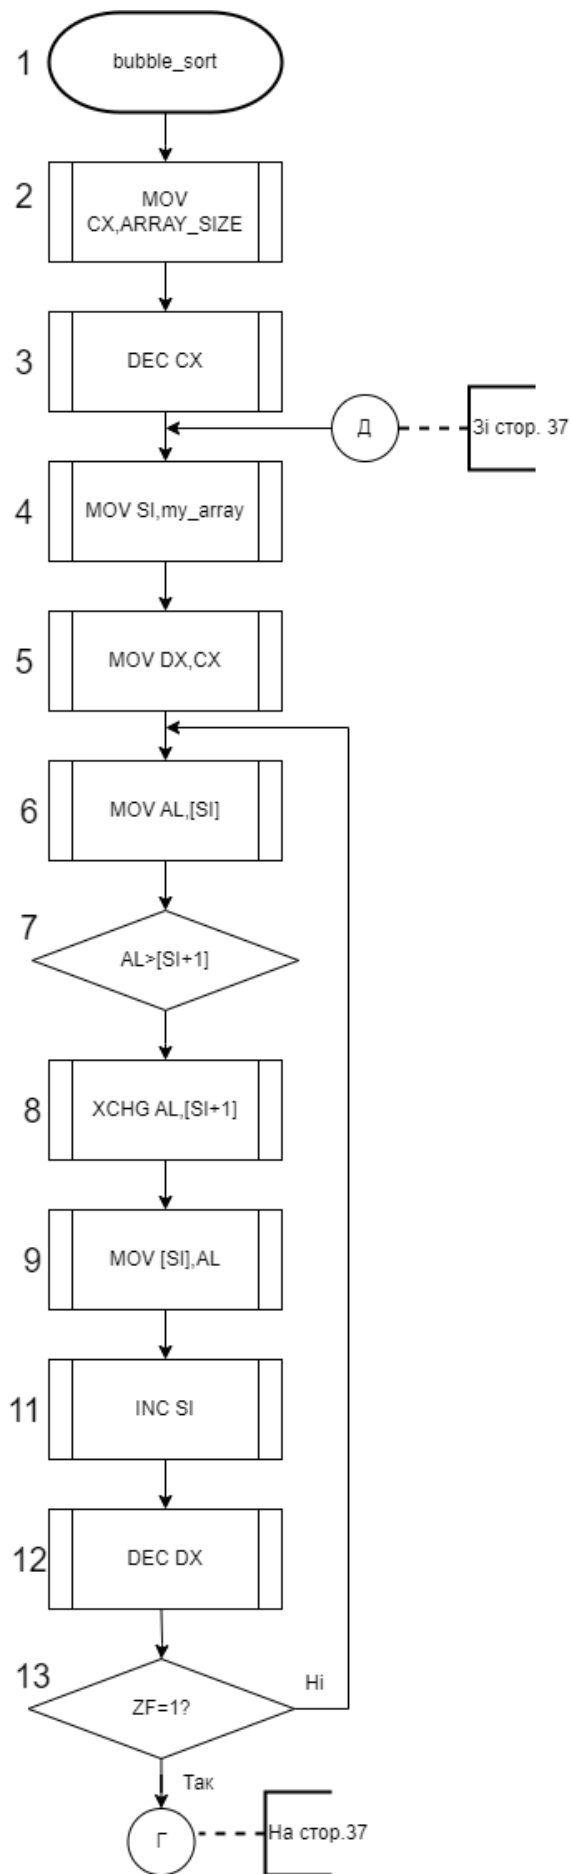 1
bubble_sort
2
MOV
CX,ARRAY_SIZE
3
DEC CX
Д
Зі стор. 37
4
MOV SI,my_array
5
MOV DX,CX
6
MOV AL,[SI]
7
AL>[SI+1]
8
XCHG AL,[SI+1]
9
MOV [SI],AL
11
INC SI
12
DEC DX
13
ZF=1?
Ні
Так
Г
На стор.37